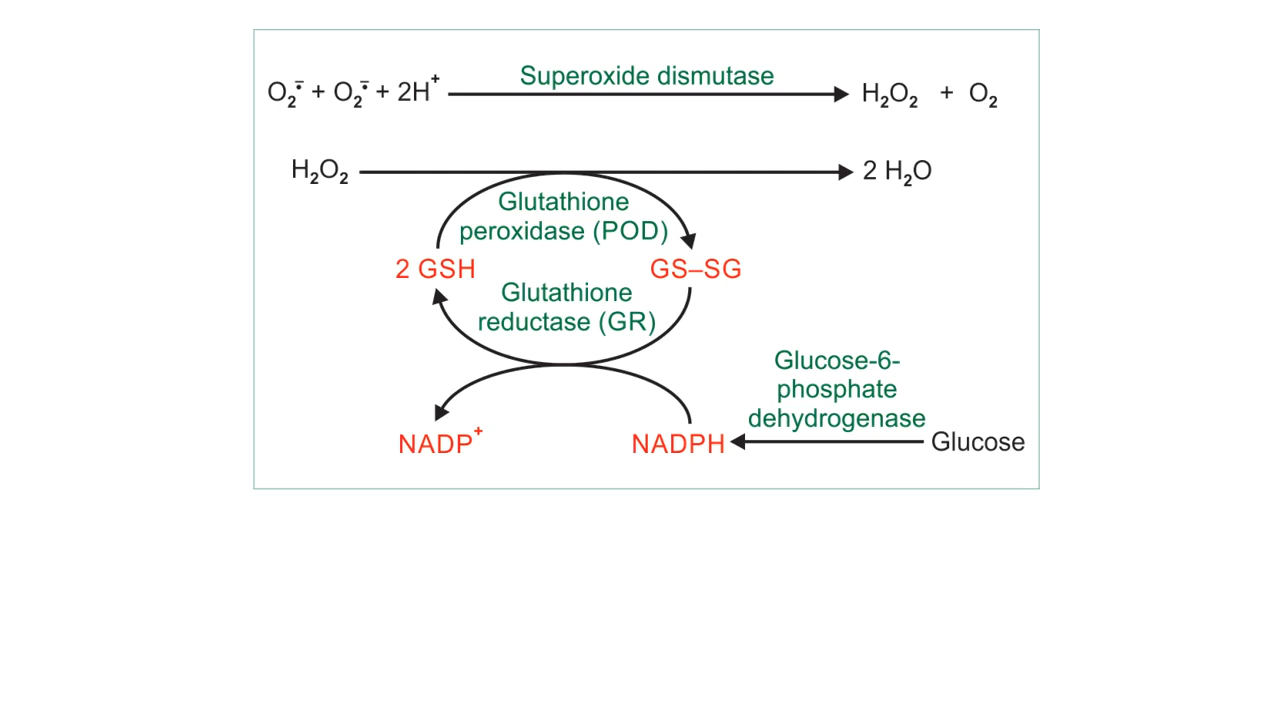 Superoxide dismutase
O₂•̄ + O₂•̄ + 2H⁺ H₂O₂ + O₂
H₂O₂ 2 H₂O
Glutathione
peroxidase (POD)
2 GSH GS–SG
Glutathione
reductase (GR)
Glucose-6-
phosphate
dehydrogenase
NADP⁺ NADPH Glucose